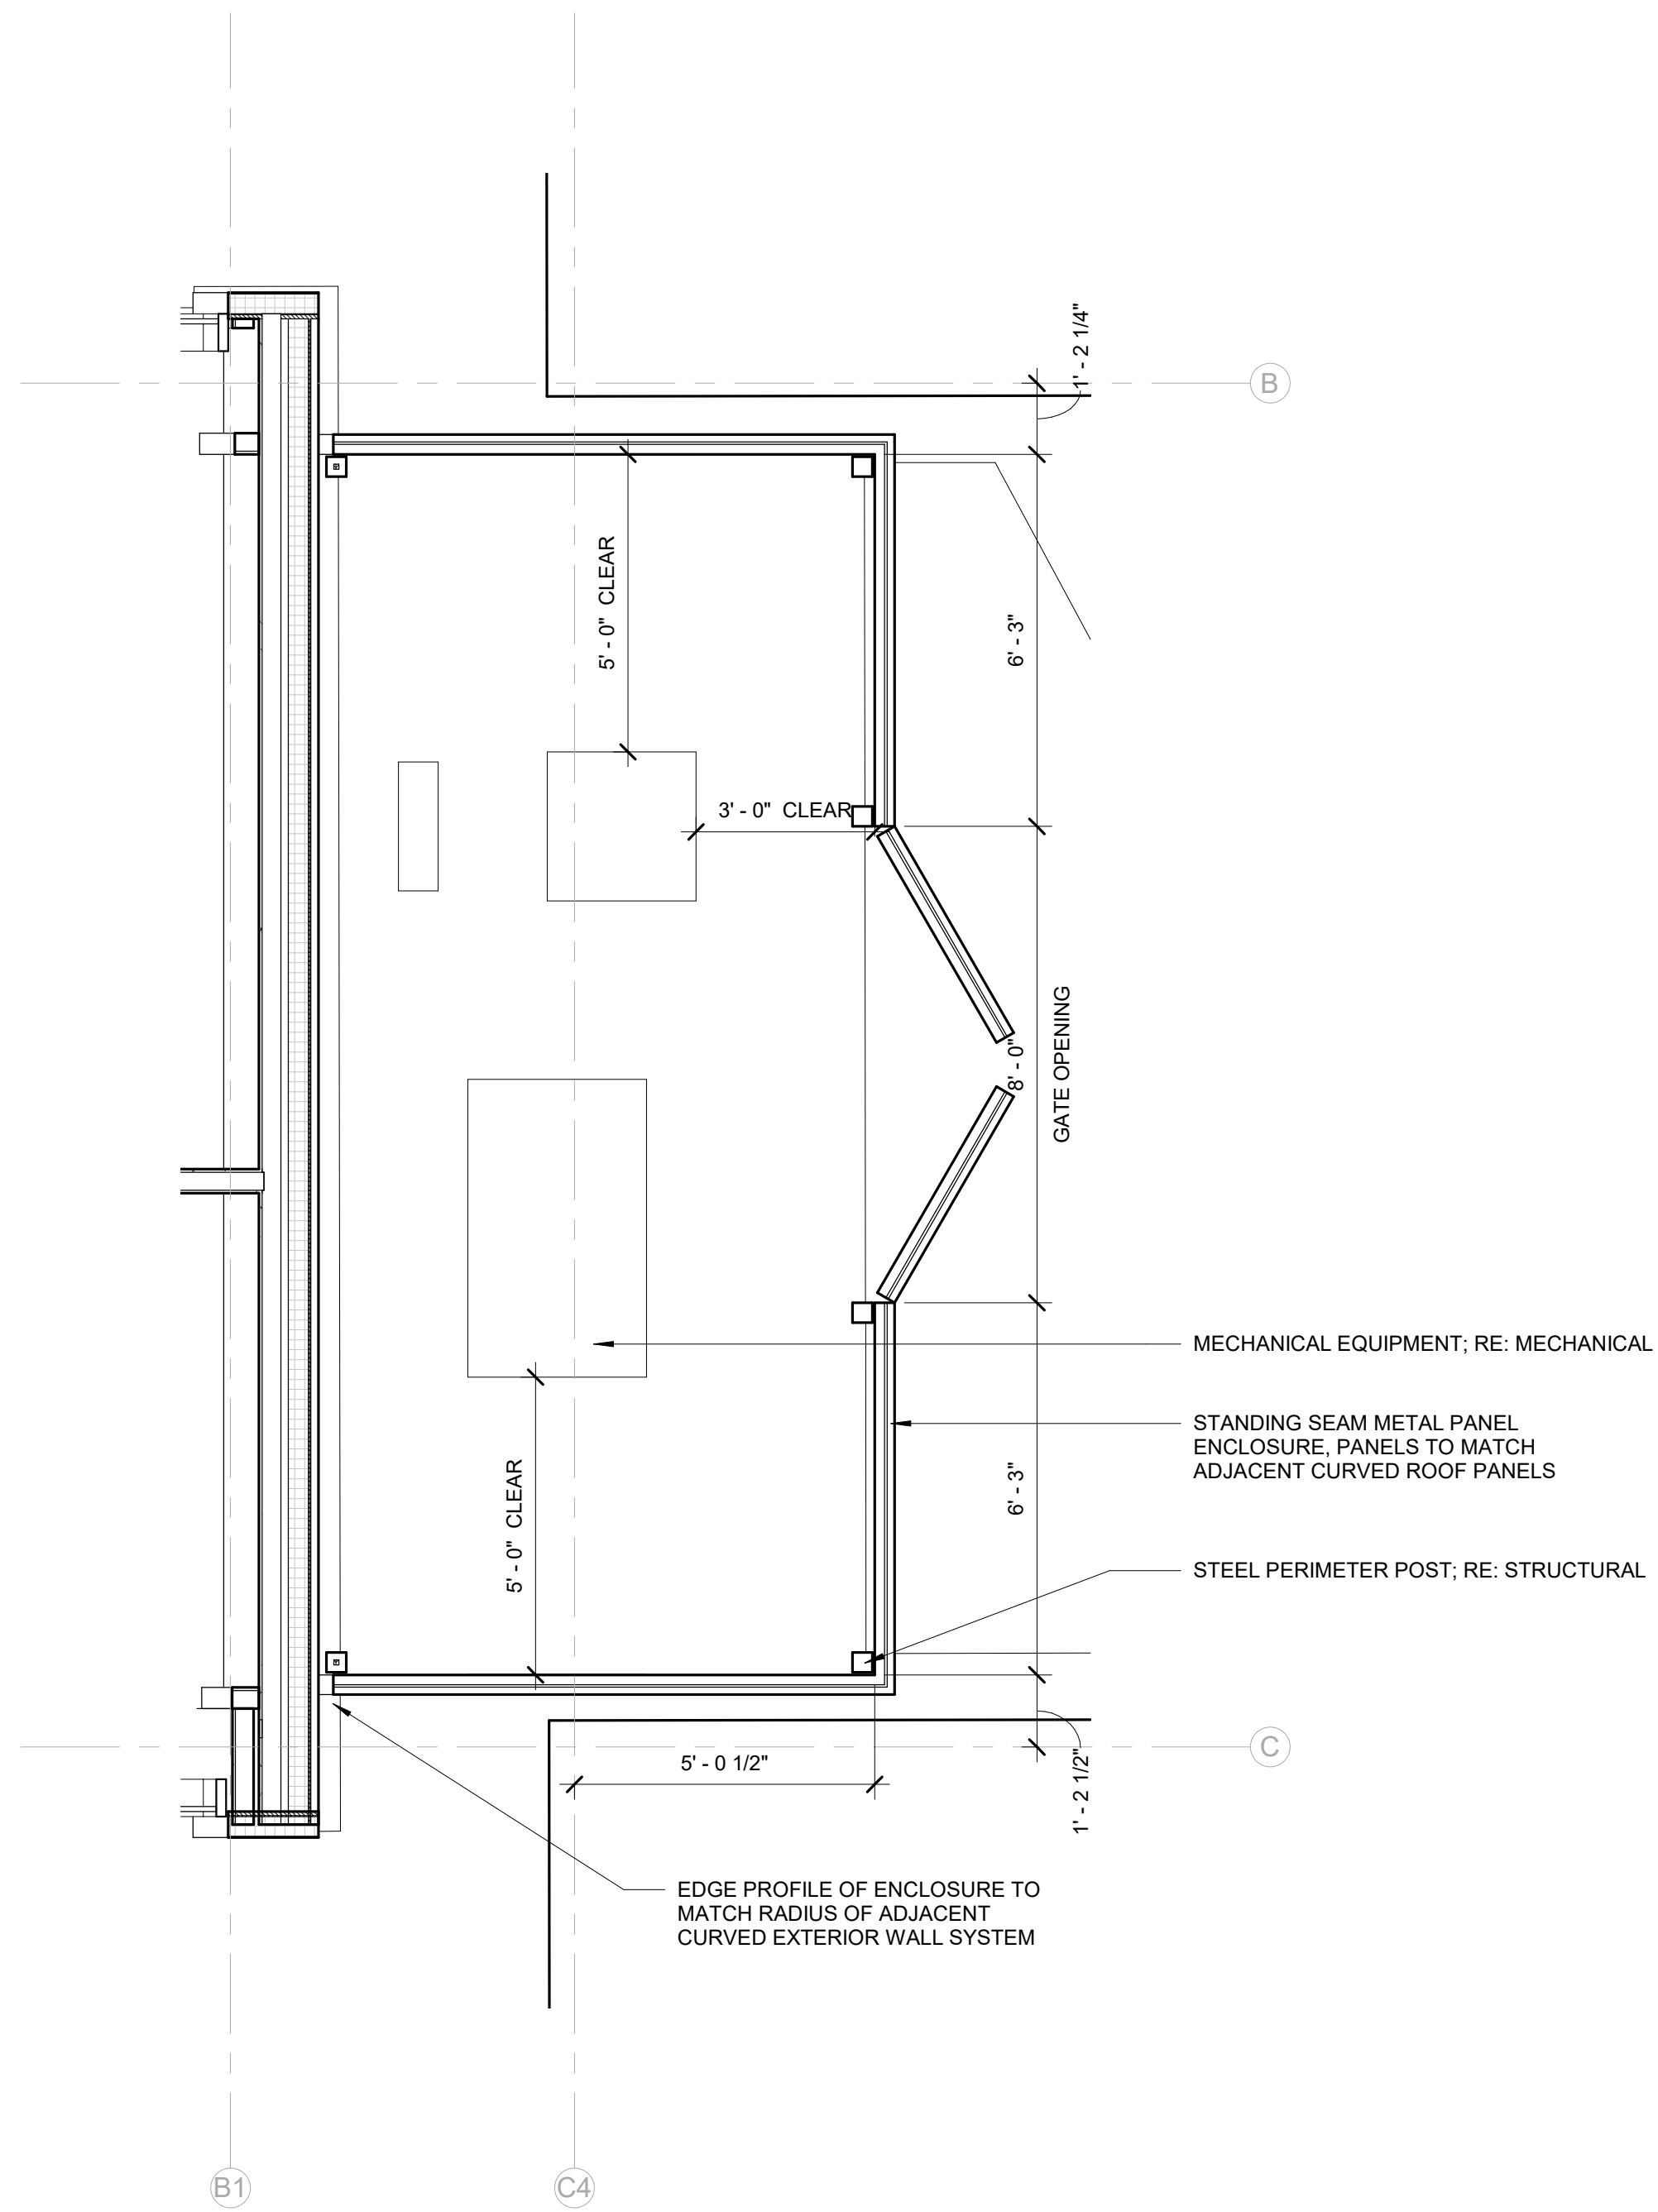 1' - 2 1/4"
B
5' - 0"  CLEAR
6' - 3"
3' - 0"  CLEAR
8' - 0"
GATE OPENING
MECHANICAL EQUIPMENT; RE: MECHANICAL
STANDING SEAM METAL PANEL
ENCLOSURE, PANELS TO MATCH
ADJACENT CURVED ROOF PANELS
5' - 0"  CLEAR
6' - 3"
STEEL PERIMETER POST; RE: STRUCTURAL
C
5' - 0 1/2"
1' - 2 1/2"
EDGE PROFILE OF ENCLOSURE TO
MATCH RADIUS OF ADJACENT
CURVED EXTERIOR WALL SYSTEM
B1
C4